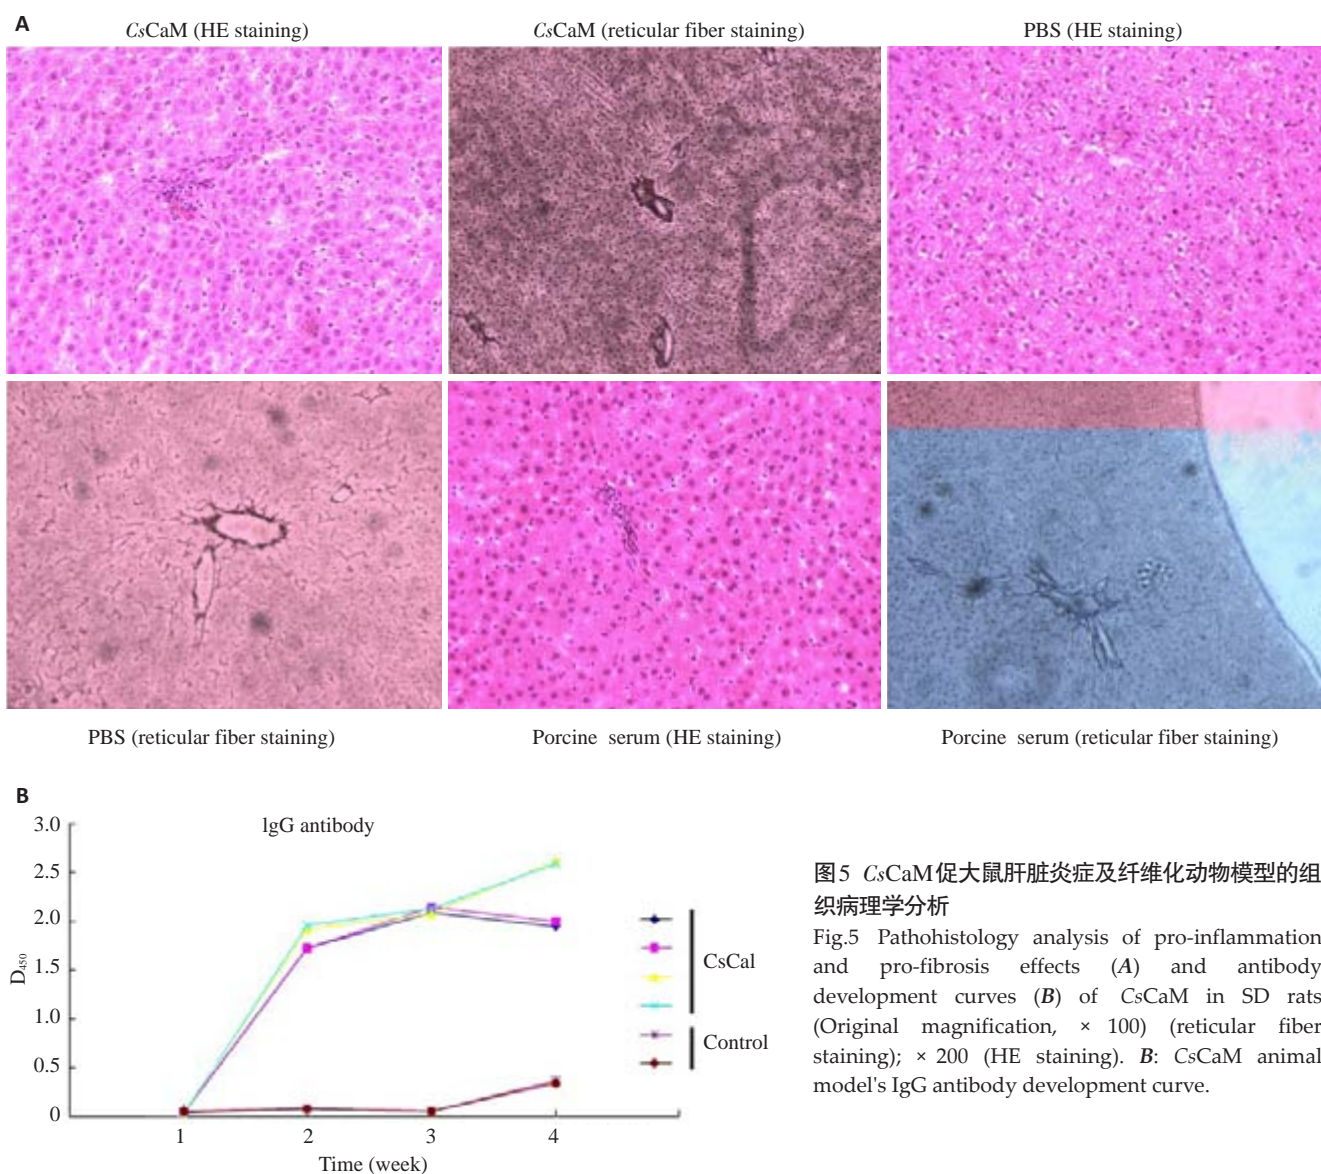 A
CsCaM (HE staining)
CsCaM (reticular fiber staining)
PBS (HE staining)
PBS (reticular fiber staining)
Porcine serum (HE staining)
Porcine serum (reticular fiber staining)
B
IgG antibody
3.0
2.5
2.0
1.5
1.0
0.5
0
D450
1 2 3 4
Time (week)
CsCal
Control
图5 CsCaM促大鼠肝脏炎症及纤维化动物模型的组
织病理学分析
Fig.5 Pathohistology analysis of pro-inflammation
and pro-fibrosis effects (A) and antibody
development curves (B) of CsCaM in SD rats
(Original magnification, × 100) (reticular fiber
staining); × 200 (HE staining). B: CsCaM animal
model's IgG antibody development curve.